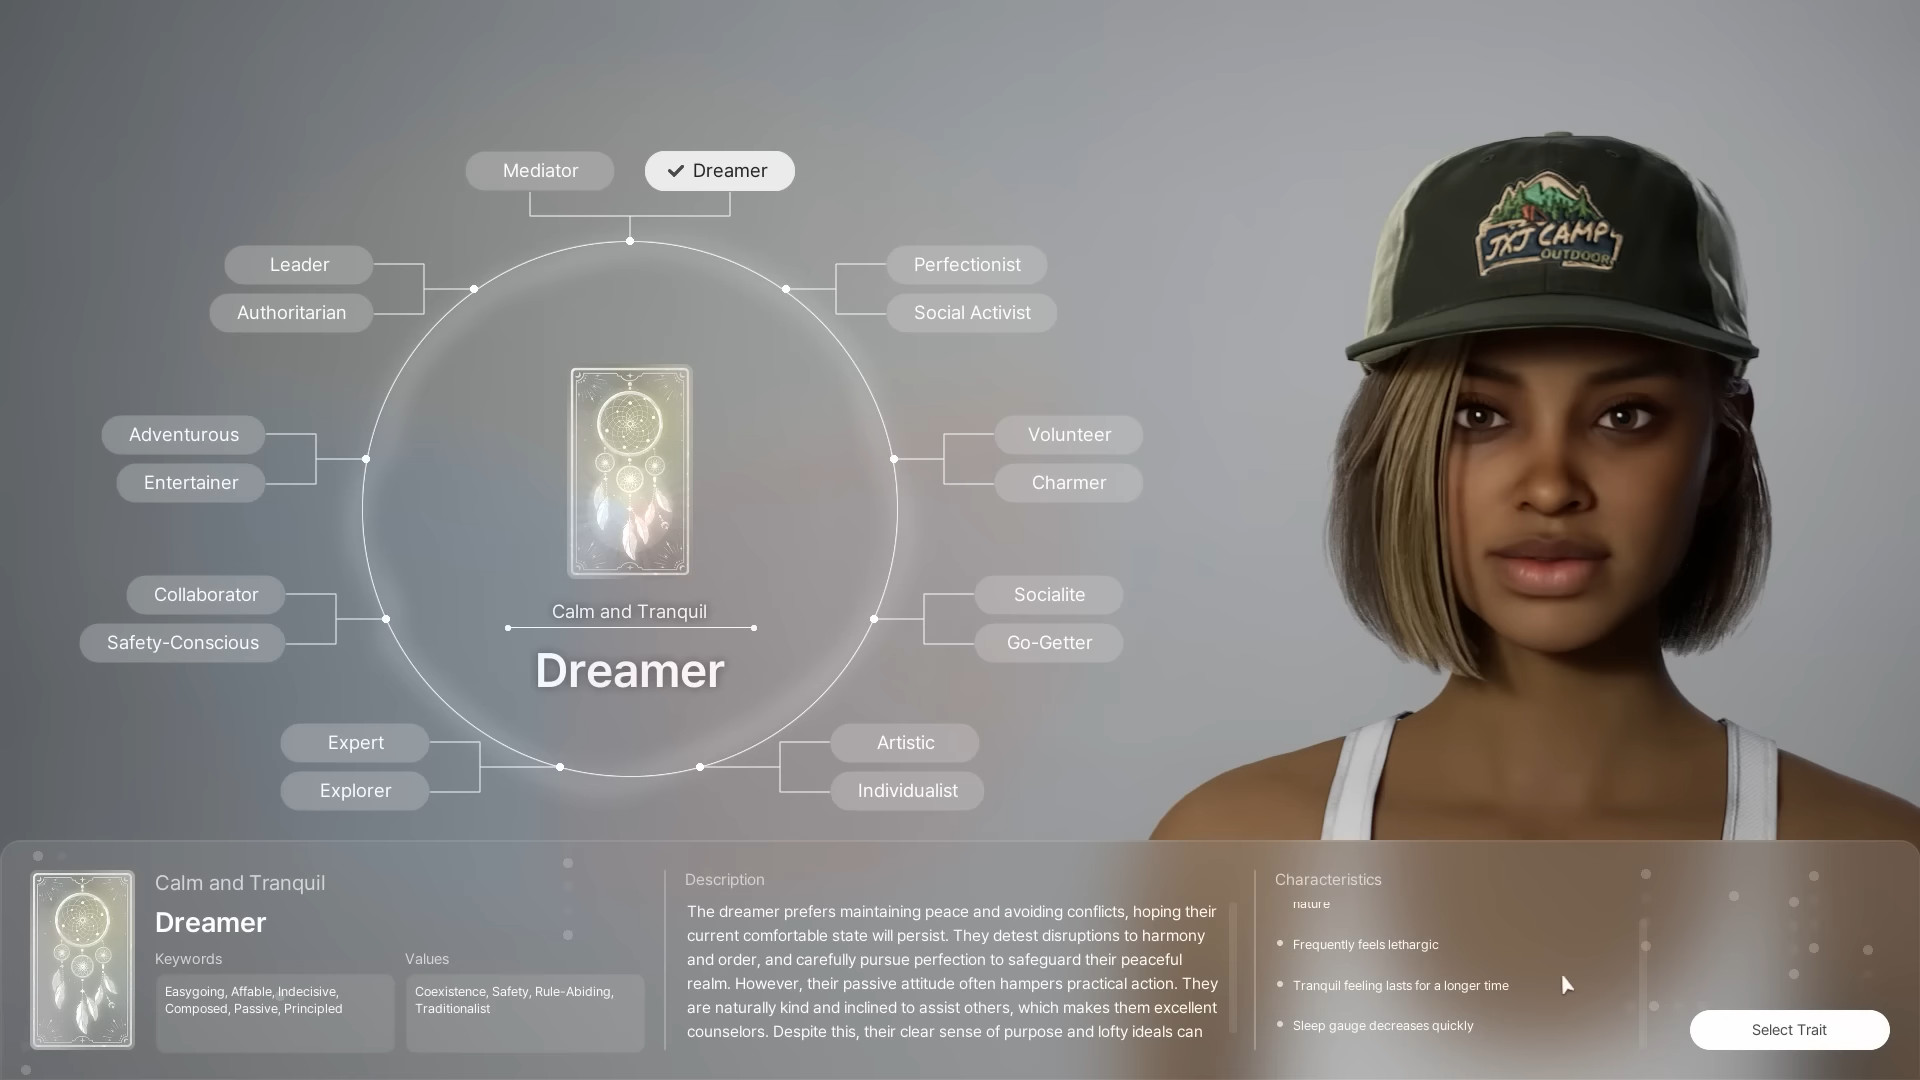 Mediator
Dreamer
Leader
Authoritarian
Perfectionist
Social Activist
Adventurous
Entertainer
Volunteer
Charmer
Collaborator
Safety-Conscious
Socialite
Go-Getter
Expert
Explorer
Artistic
Individualist
Calm and Tranquil
Dreamer
JXJ CAMP
OUTDOOR
Calm and Tranquil
Dreamer
Keywords
Easygoing, Affable, Indecisive,
Composed, Passive, Principled
Values
Coexistence, Safety, Rule-Abiding,
Traditionalist
Description
The dreamer prefers maintaining peace and avoiding conflicts, hoping their
current comfortable state will persist. They detest disruptions to harmony
and order, and carefully pursue perfection to safeguard their peaceful
realm. However, their passive attitude often hampers practical action. They
are naturally kind and inclined to assist others, which makes them excellent
counselors. Despite this, their clear sense of purpose and lofty ideals can
Characteristics
nature
Frequently feels lethargic
Tranquil feeling lasts for a longer time
Sleep gauge decreases quickly
Select Trait